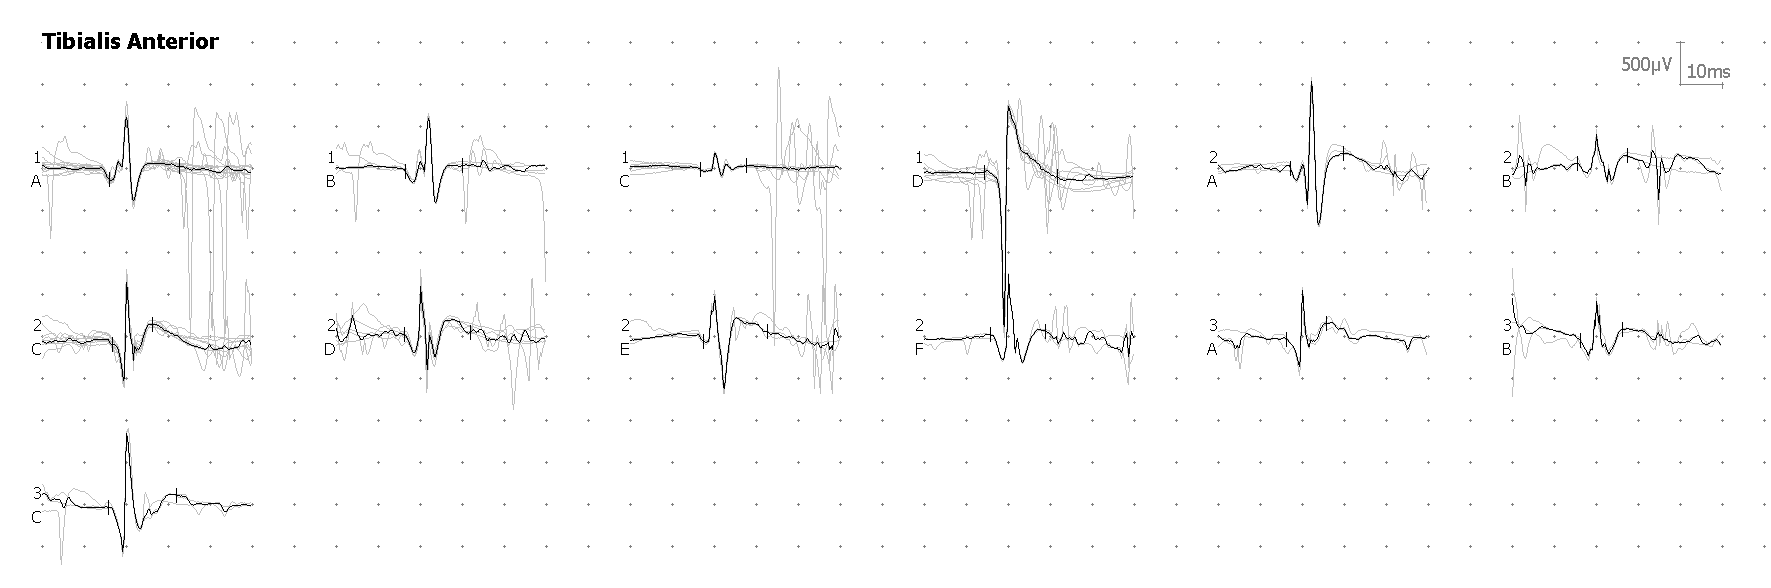 Tibialis Anterior
500µV
10ms
1 1 1 1 2 2
A B C D A B
2 2 2 2 3 3
C D E F A B
3
C